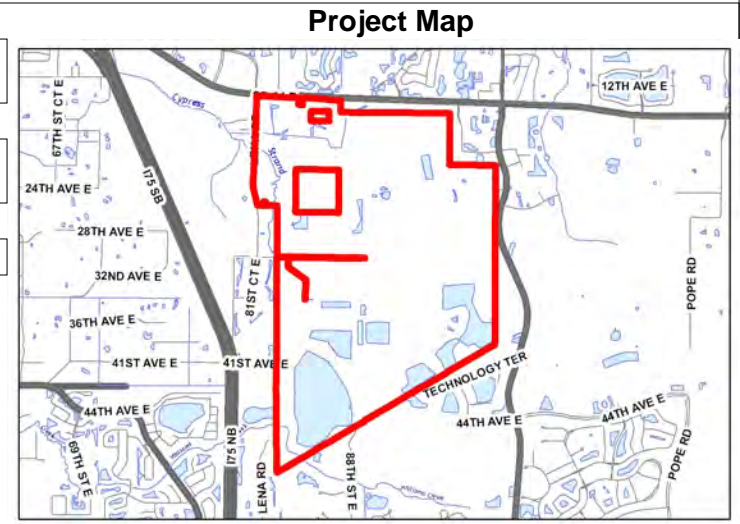 Project Map
12TH AVE E
67TH ST CT E
Cypress
Strand
I75 SB
24TH AVE E
28TH AVE E
32ND AVE E
81ST CT E
POPE RD
36TH AVE E
41ST AVE E
41ST AVE E
TECHNOLOGY TER
44TH AVE E
44TH AVE E
44TH AVE E
69TH ST E
I75 NB
LENA RD
88TH ST E
POPE RD
Creek